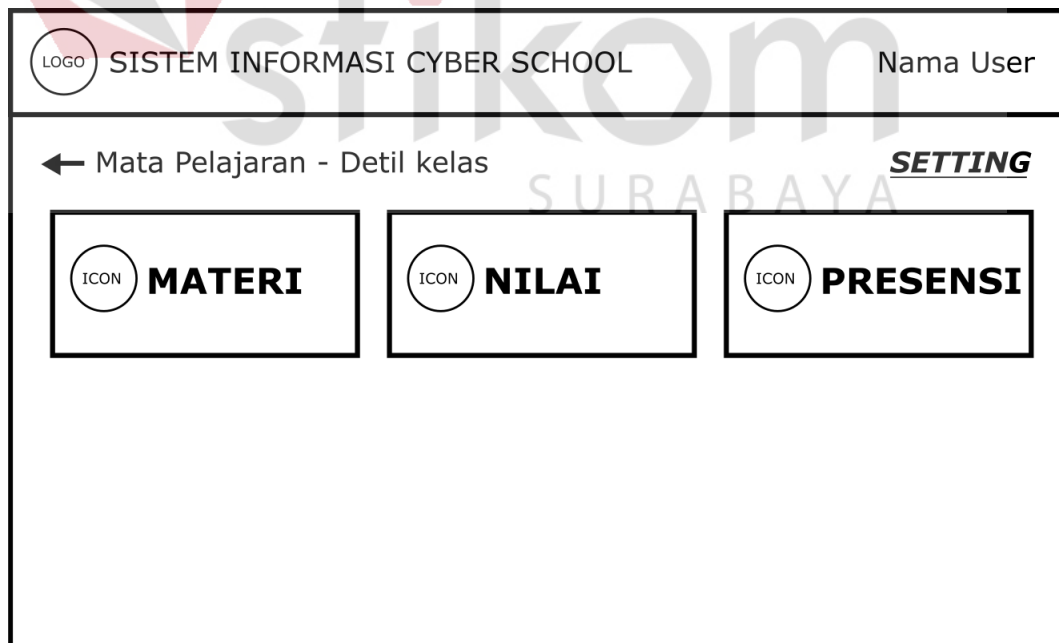 stikom
SURABAYA
LOGO SISTEM INFORMASI CYBER SCHOOL Nama User
Mata Pelajaran - Detil kelas SETTING
ICON MATERI ICON NILAI ICON PRESENSI